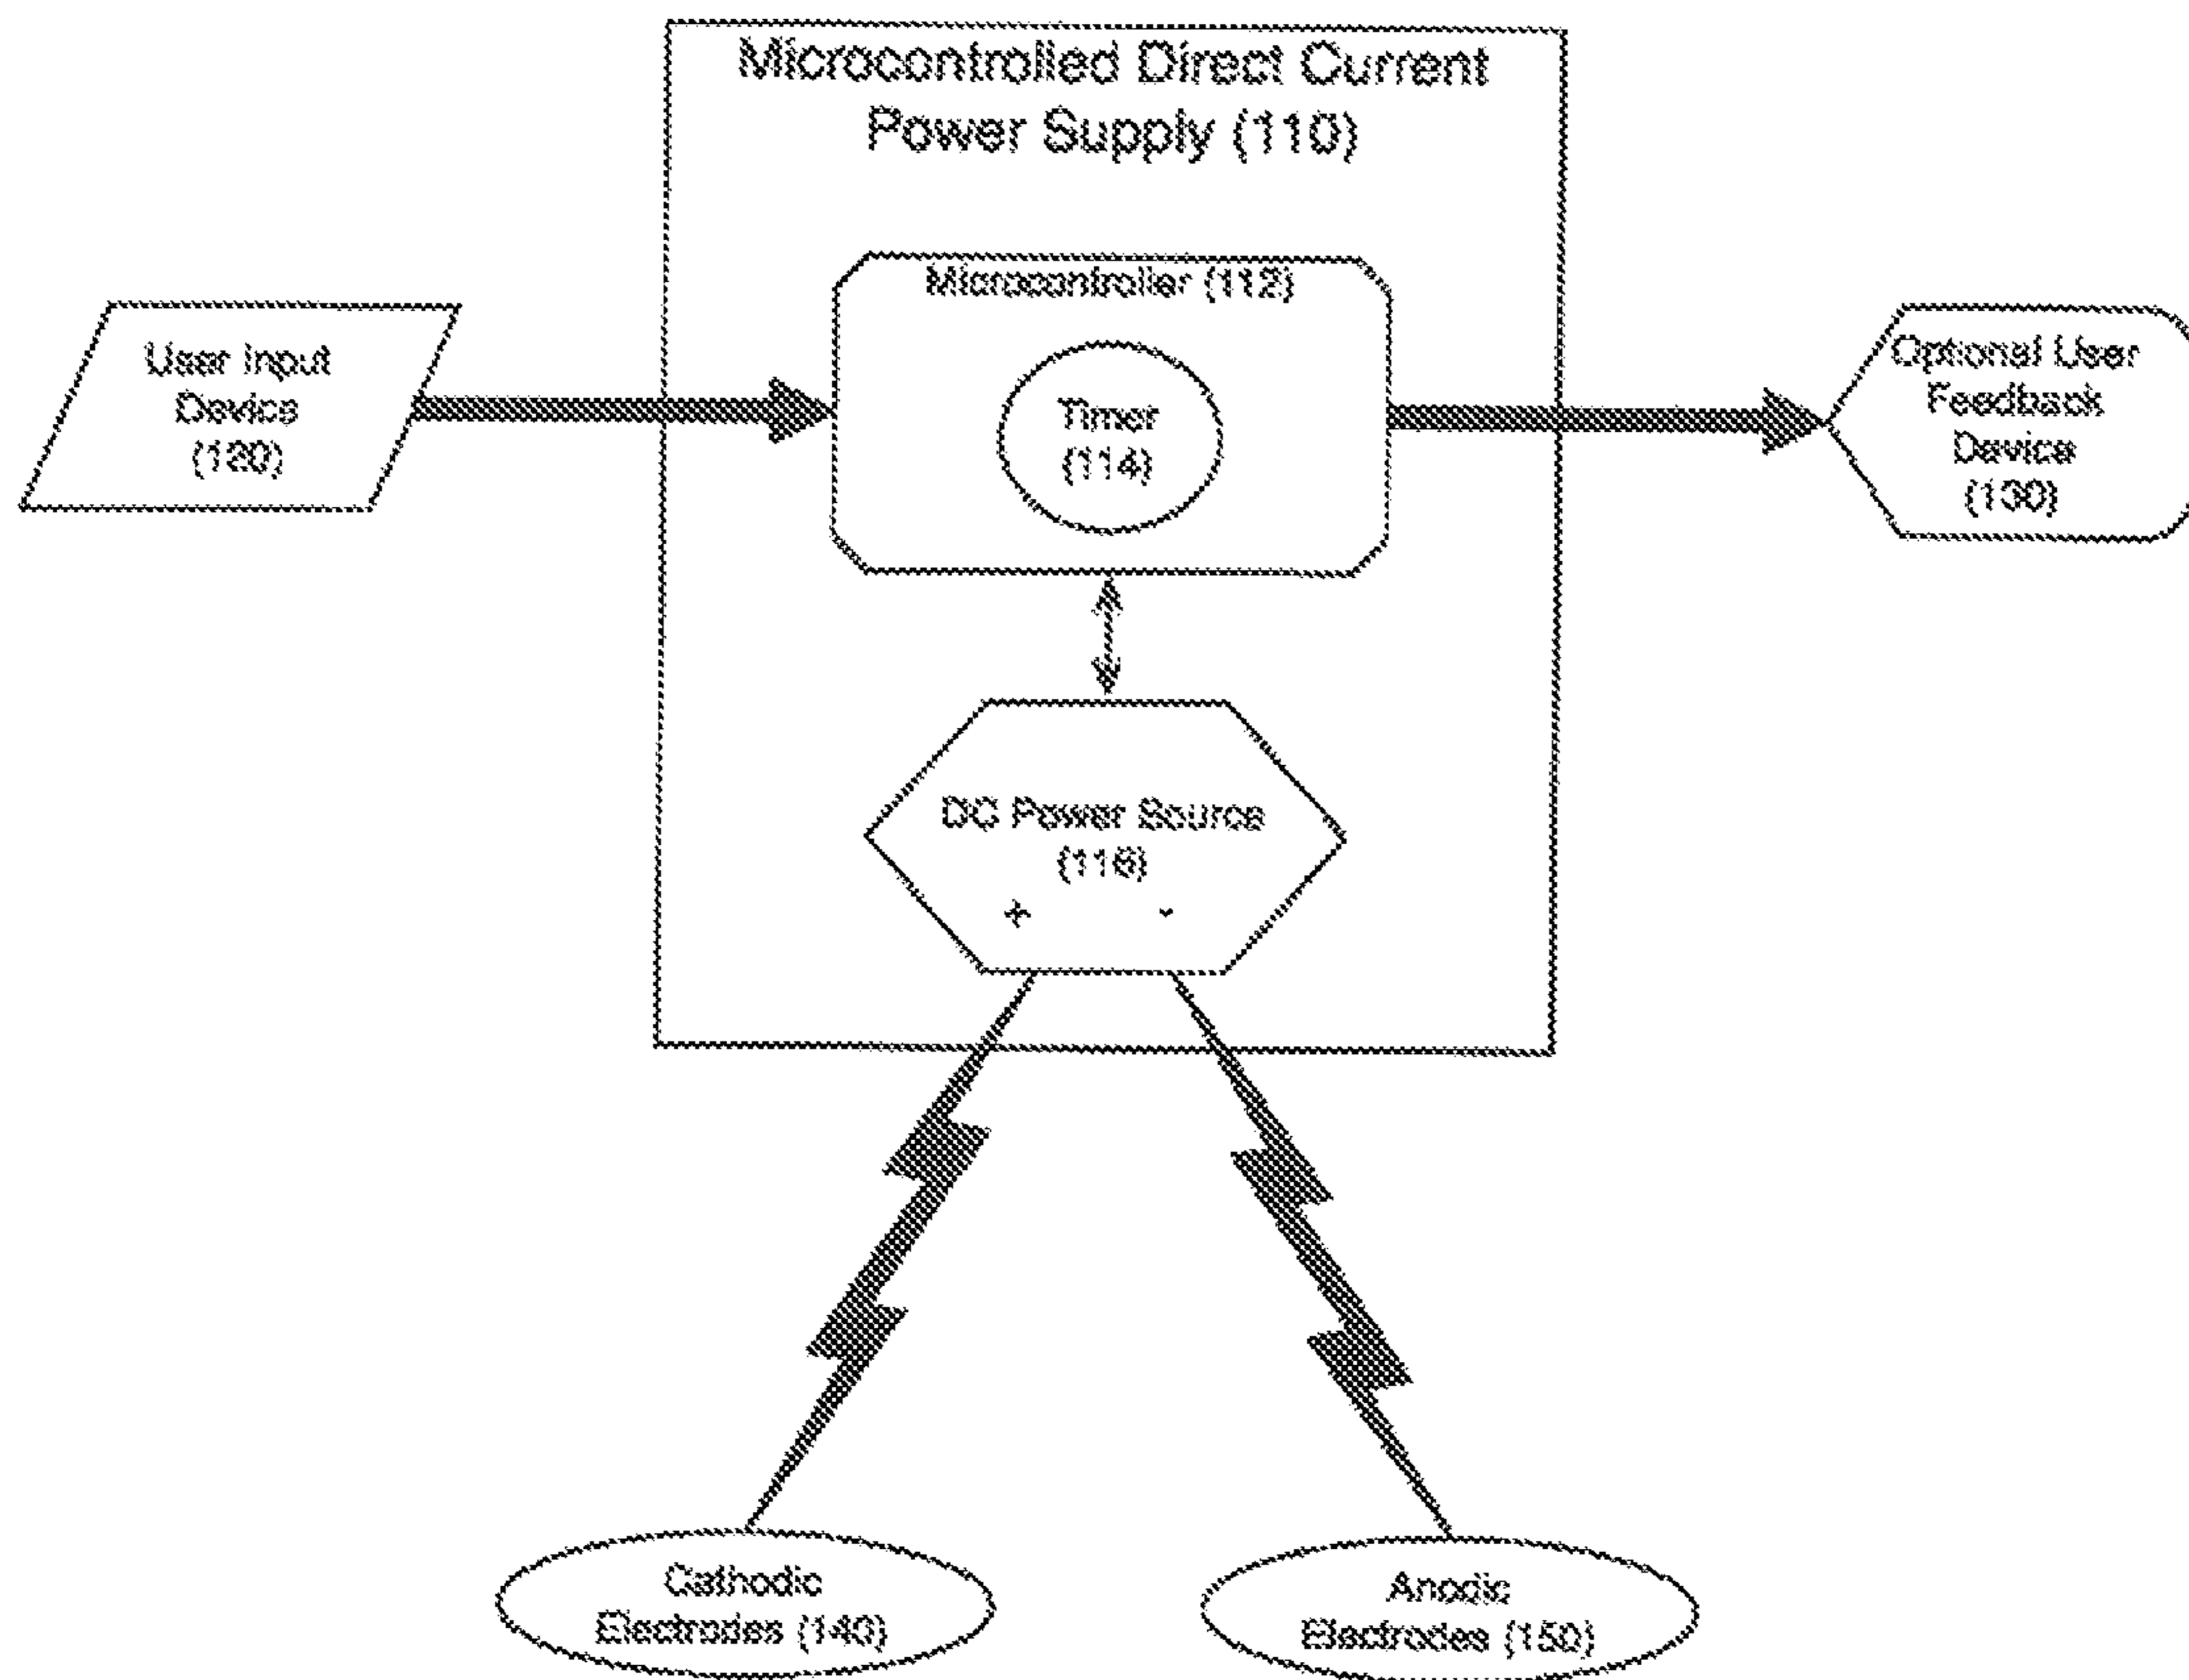 Microcontrolled Direct Current
Power Supply (110)
Microcontroller (112)
User Input
Device
(120)
Timer
(114)
Optional User
Feedback
Device
(130)
DC Power Source
(116)
+ -
Cathodic
Electrodes (140)
Anodic
Electrodes (150)